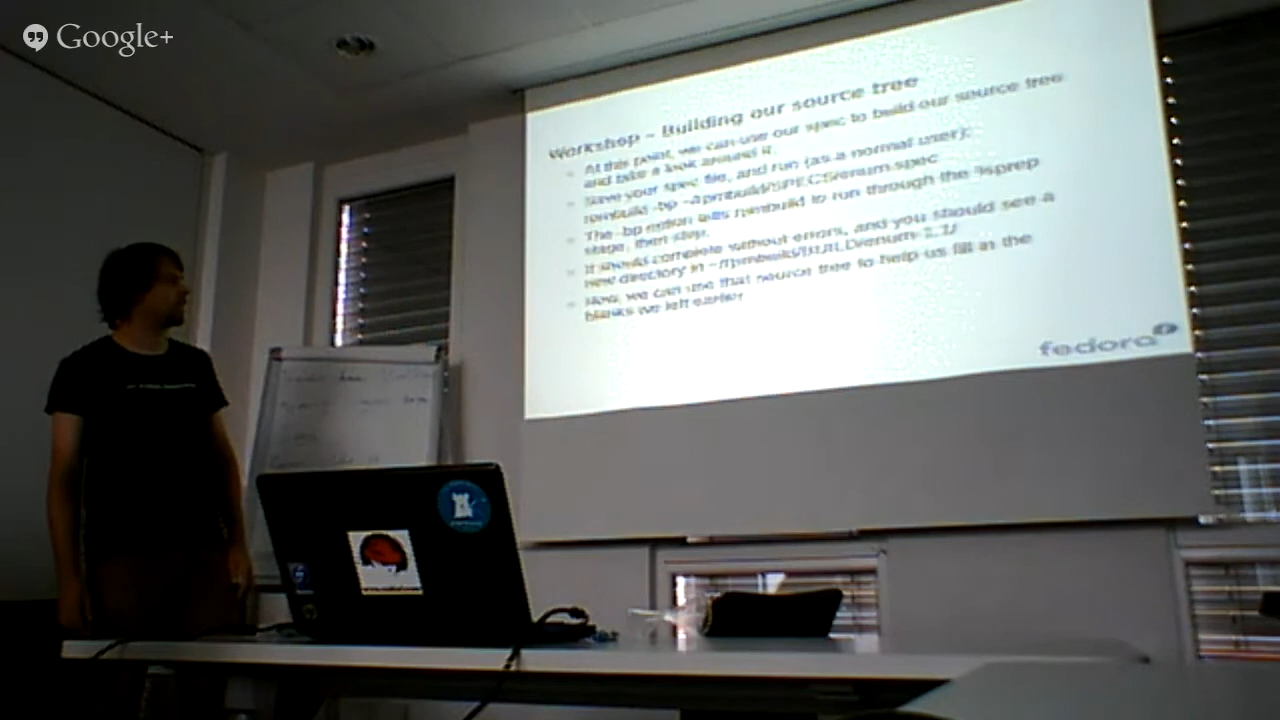 Google+
Workshop – Building our source tree
At this point, we can use our spec to build our source tree
and take a look around it.
Save your spec file, and run (as a normal user):
rpmbuild -bp ~/rpmbuild/SPECS/enum.spec
The -bp option tells rpmbuild to run through the %prep
stage, then stop.
It should complete without errors, and you should see a
new directory in ~/rpmbuild/BUILD/enum-1.1/
Now, we can use that source tree to help us fill in the
blanks we left earlier
fedora